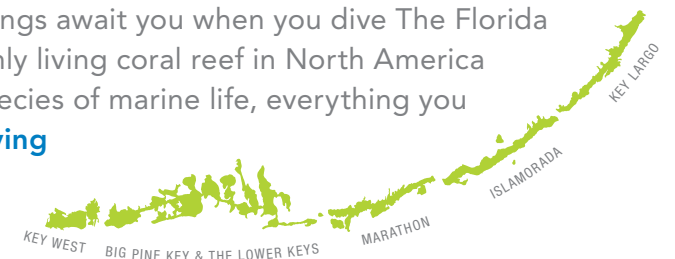 ngs await you when you dive The Florida
nly living coral reef in North America
ecies of marine life, everything you
ving
KEY LARGO
ISLAMORADA
MARATHON
BIG PINE KEY & THE LOWER KEYS
KEY WEST